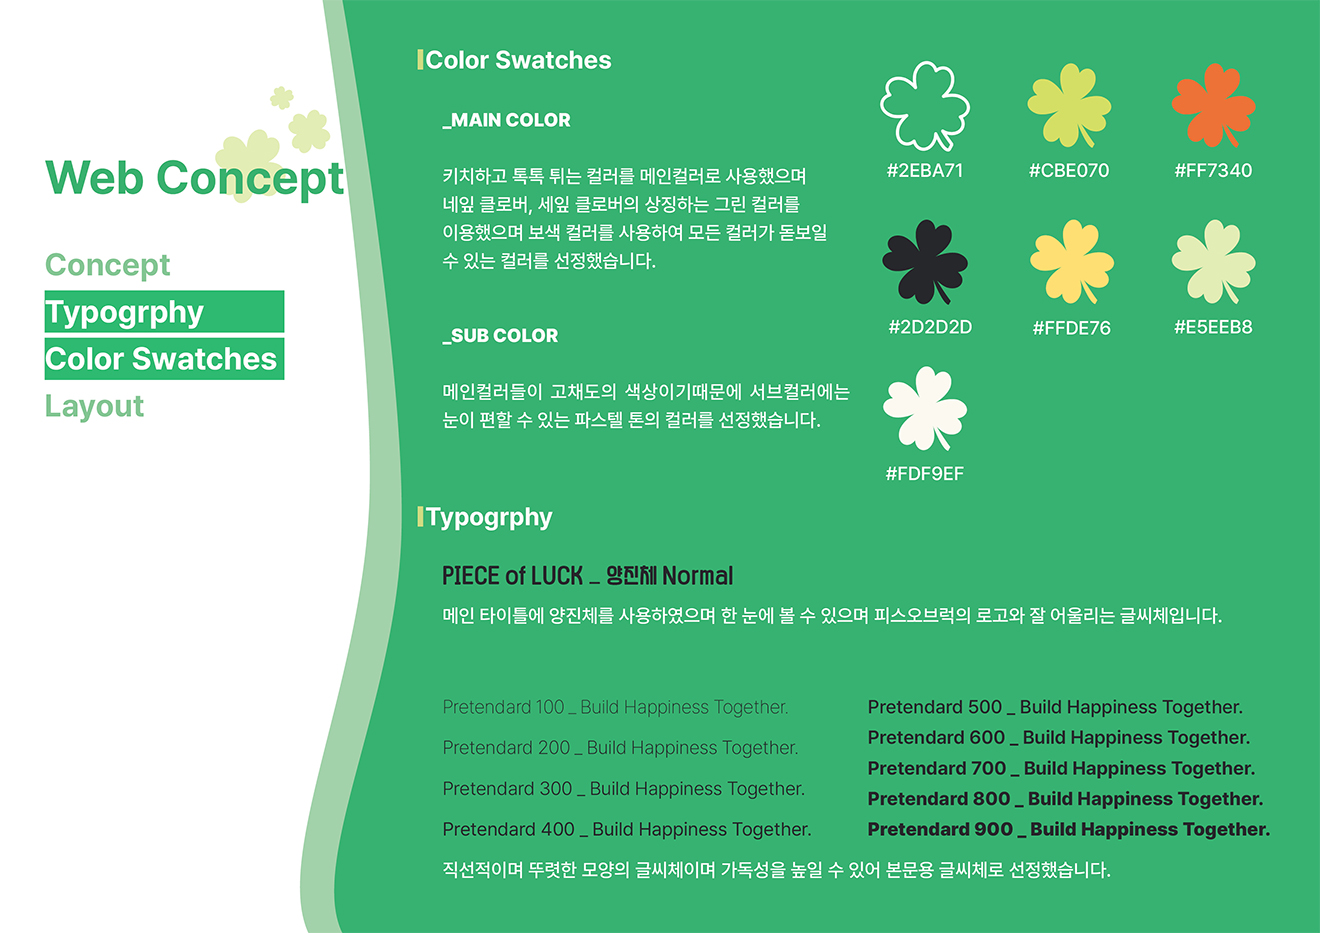 Web Concept
Concept
Typogrphy
Color Swatches
Layout
Color Swatches
_MAIN COLOR
키치하고 톡톡 튀는 컬러를 메인컬러로 사용했으며
네잎 클로버, 세잎 클로버의 상징하는 그린 컬러를
이용했으며 보색 컬러를 사용하여 모든 컬러가 돋보일
수 있는 컬러를 선정했습니다.
_SUB COLOR
메인컬러들이 고채도의 색상이기때문에 서브컬러에는
눈이 편할 수 있는 파스텔 톤의 컬러를 선정했습니다.
#2EBA71
#CBE070
#FF7340
#2D2D2D
#FFDE76
#E5EEB8
#FDF9EF
Typogrphy
PIECE of LUCK _ 양진체 Normal
메인 타이틀에 양진체를 사용하였으며 한 눈에 볼 수 있으며 피스오브럭의 로고와 잘 어울리는 글씨체입니다.
Pretendard 100 _ Build Happiness Together.
Pretendard 200 _ Build Happiness Together.
Pretendard 300 _ Build Happiness Together.
Pretendard 400 _ Build Happiness Together.
Pretendard 500 _ Build Happiness Together.
Pretendard 600 _ Build Happiness Together.
Pretendard 700 _ Build Happiness Together.
Pretendard 800 _ Build Happiness Together.
Pretendard 900 _ Build Happiness Together.
직선적이며 뚜렷한 모양의 글씨체이며 가독성을 높일 수 있어 본문용 글씨체로 선정했습니다.